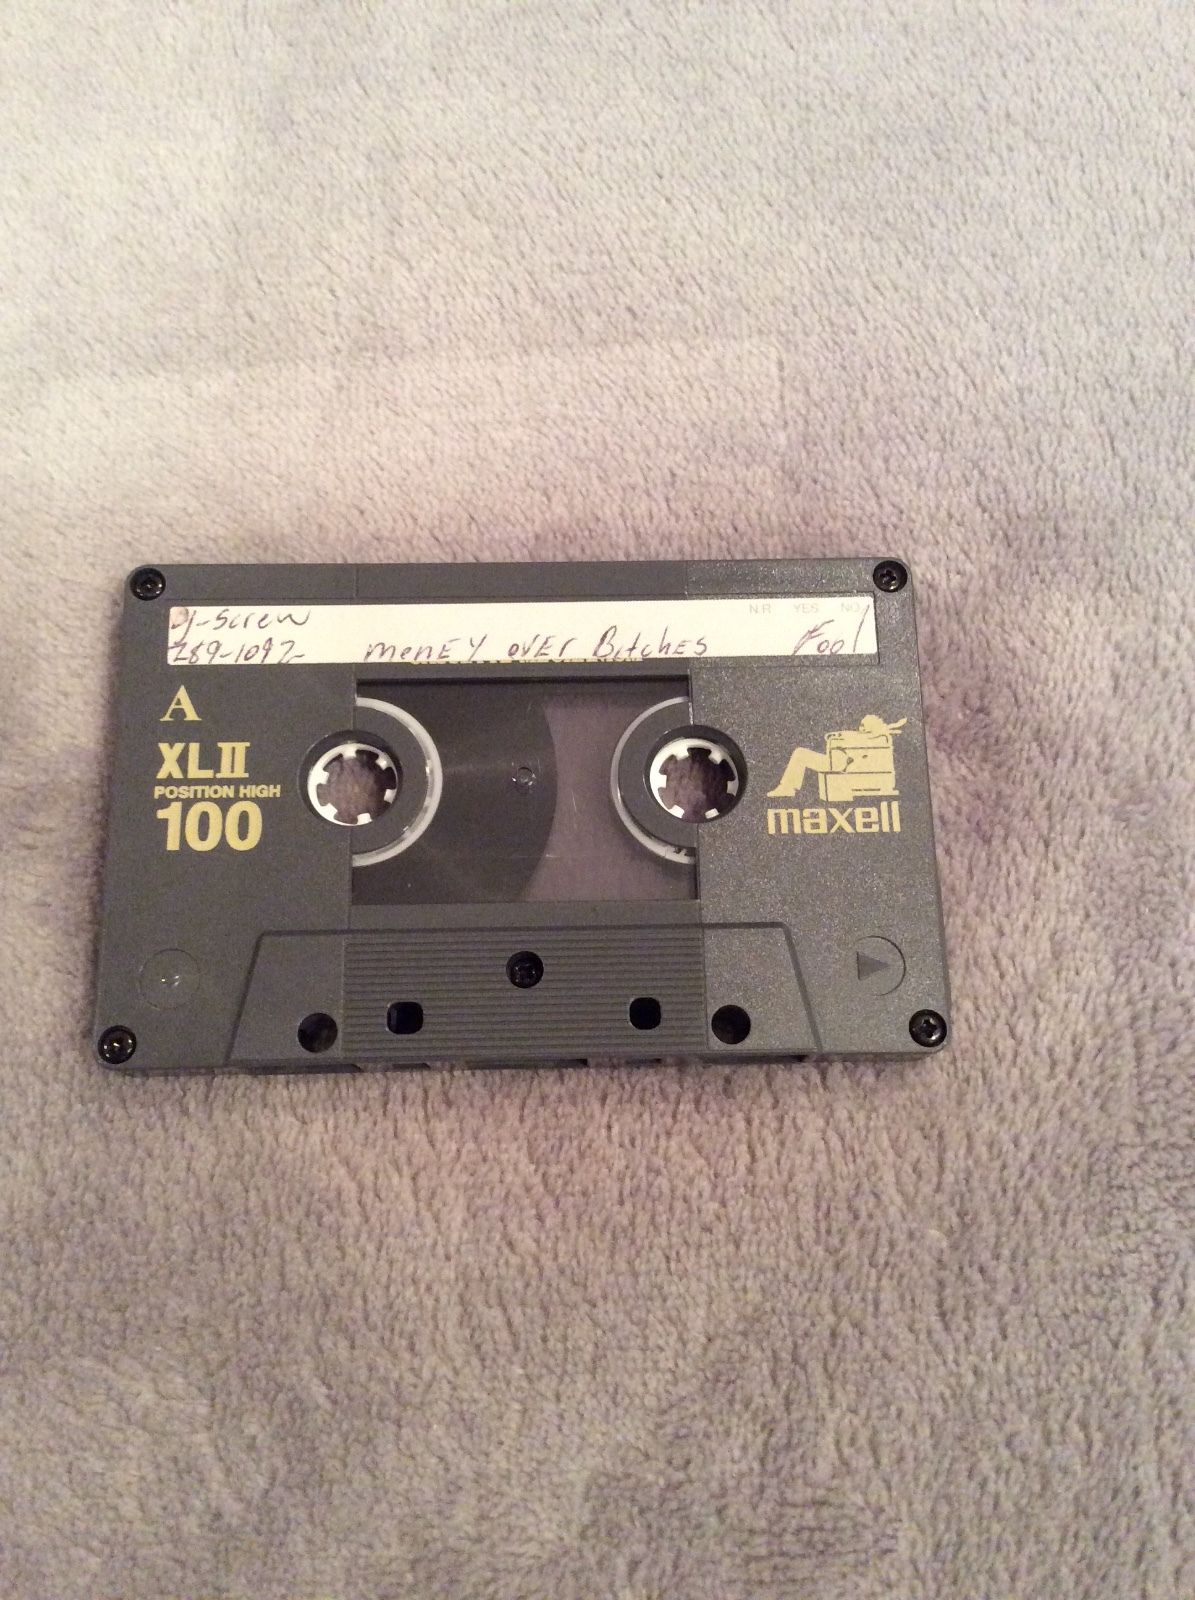 DJ-Screw
289-1092
N.R YES NO
monEY ovEr BitchES Fool
A
XLII
POSITION HIGH
100
maxell